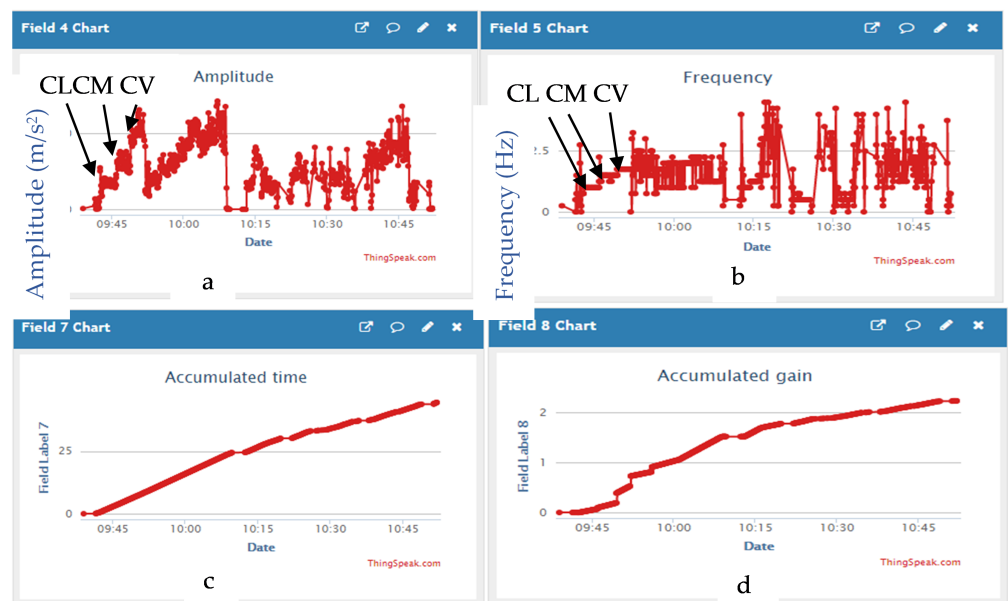 Field 4 Chart
Amplitude
CL CM CV
Amplitude (m/s²)
09:45 10:00 10:15 10:30 10:45
Date
ThingSpeak.com
a
Field 5 Chart
Frequency
CL CM CV
Frequency (Hz)
2.5
0
09:45 10:00 10:15 10:30 10:45
Date
ThingSpeak.com
b
Field 7 Chart
Accumulated time
Field Label 7
25
0
09:45 10:00 10:15 10:30 10:45
Date
ThingSpeak.com
c
Field 8 Chart
Accumulated gain
Field Label 8
2
1
0
09:45 10:00 10:15 10:30 10:45
Date
ThingSpeak.com
d